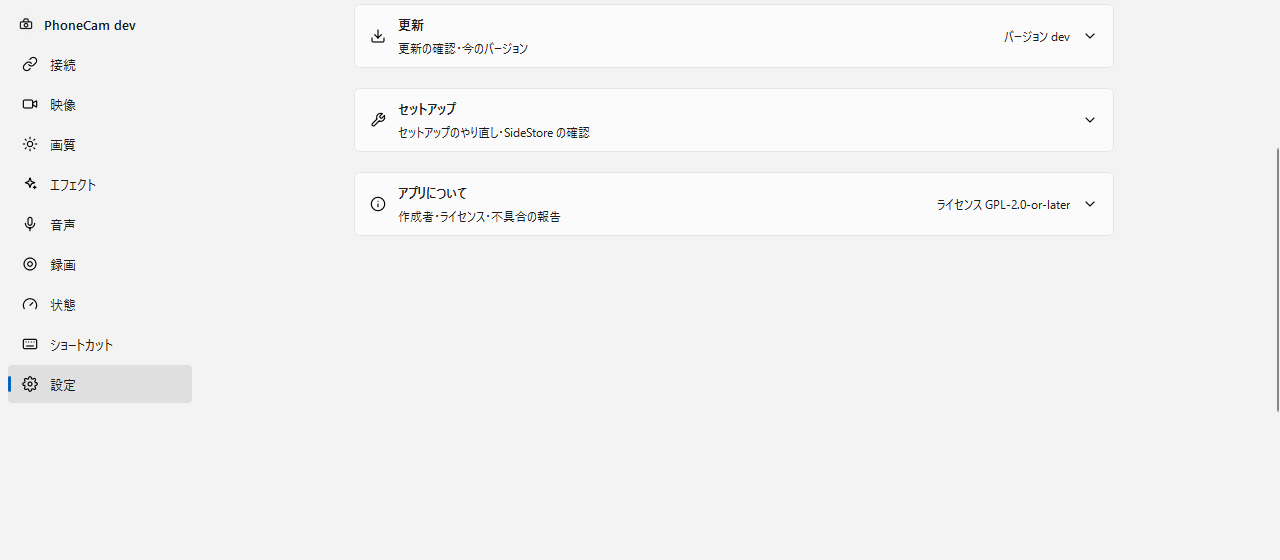 PhoneCam dev
接続
映像
画質
エフェクト
音声
録画
状態
ショートカット
設定
更新
更新の確認・今のバージョン
バージョン dev
セットアップ
セットアップのやり直し・SideStore の確認
アプリについて
作成者・ライセンス・不具合の報告
ライセンス GPL-2.0-or-later